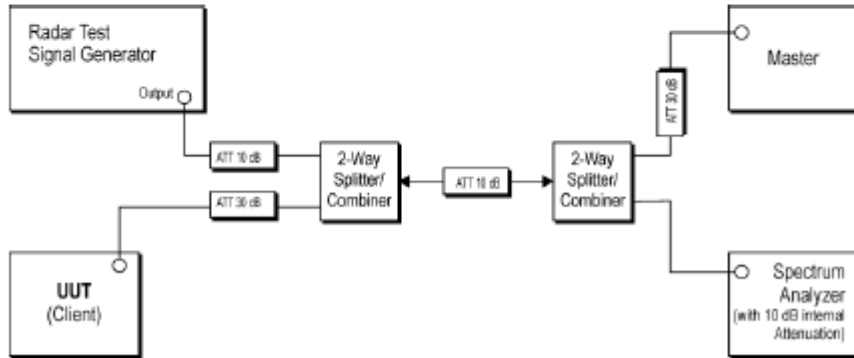 Radar Test
Signal Generator
Output
ATT 10 dB
2-Way
Splitter/
Combiner
ATT 30 dB
UUT
(Client)
ATT 10 dB
2-Way
Splitter/
Combiner
ATT 30 dB
Master
Spectrum
Analyzer
(with 10 dB internal
Attenuation)